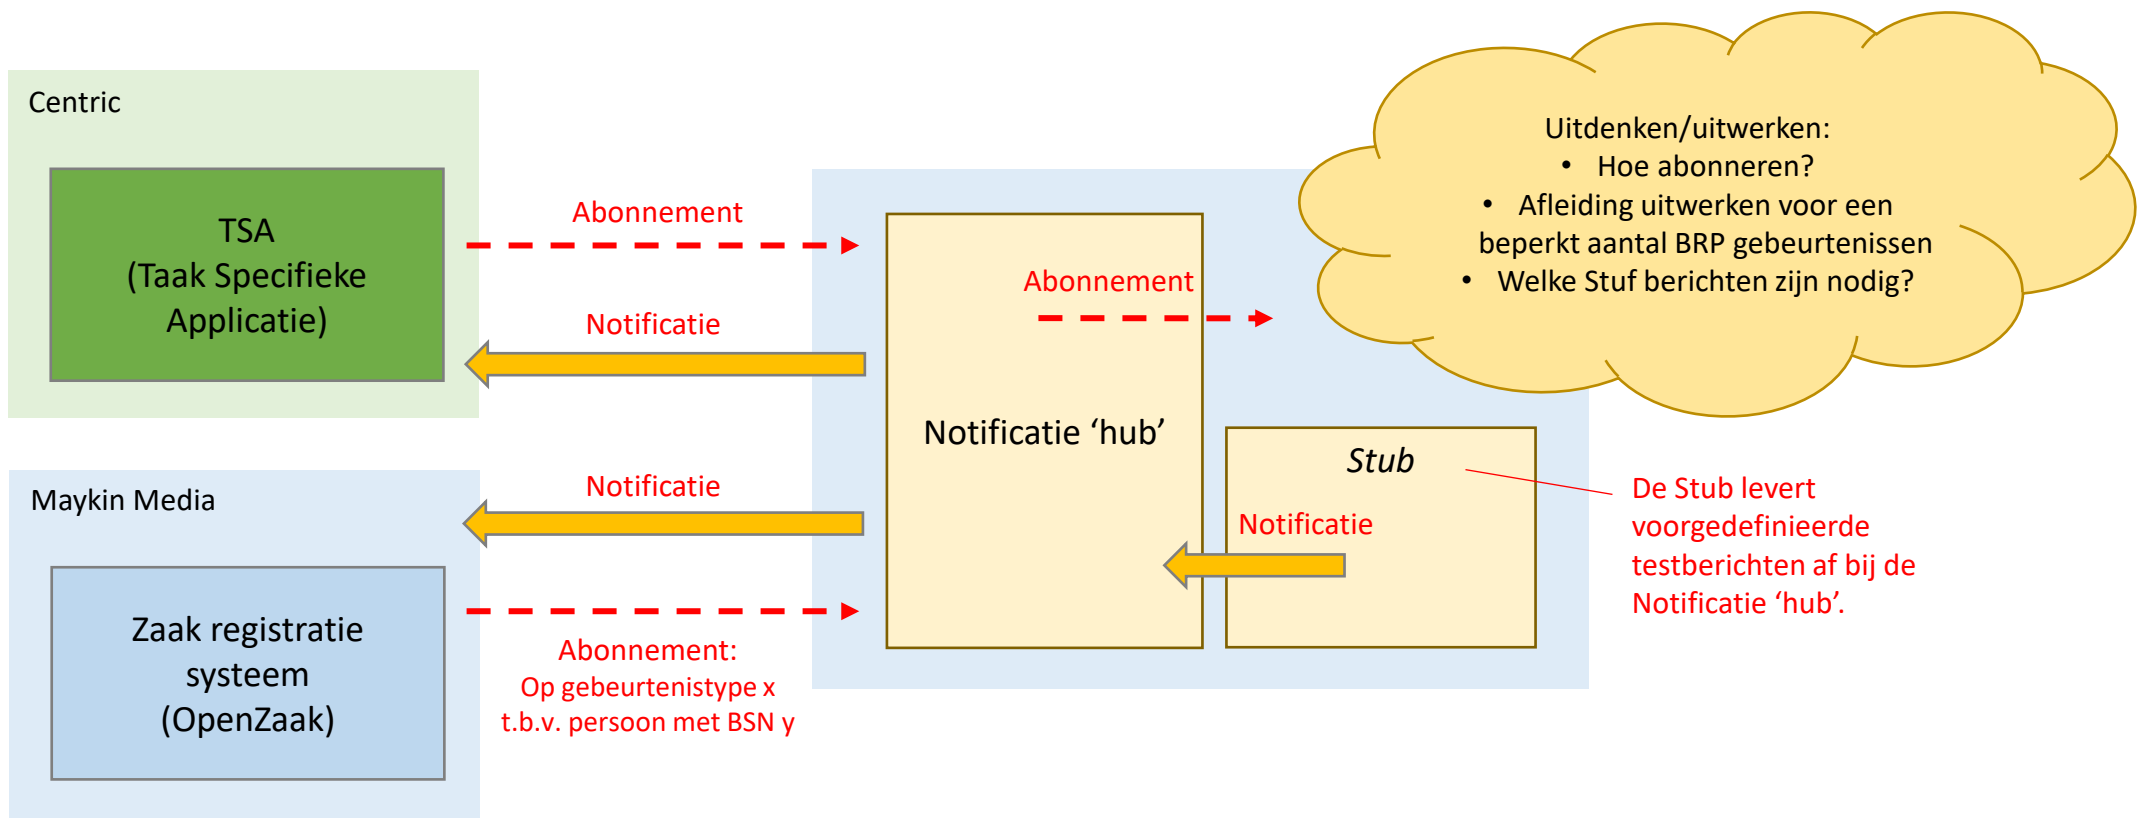 Centric
TSA
(Taak Specifieke
Applicatie)
Abonnement
Notificatie
Maykin Media
Zaak registratie
systeem
(OpenZaak)
Notificatie
Abonnement:
Op gebeurtenistype x
t.b.v. persoon met BSN y
Notificatie ‘hub’
Abonnement
Stub
Notificatie
Uitdenken/uitwerken:
• Hoe abonneren?
• Afleiding uitwerken voor een
beperkt aantal BRP gebeurtenissen
• Welke Stuf berichten zijn nodig?
De Stub levert
voorgedefinieerde
testberichten af bij de
Notificatie ‘hub’.